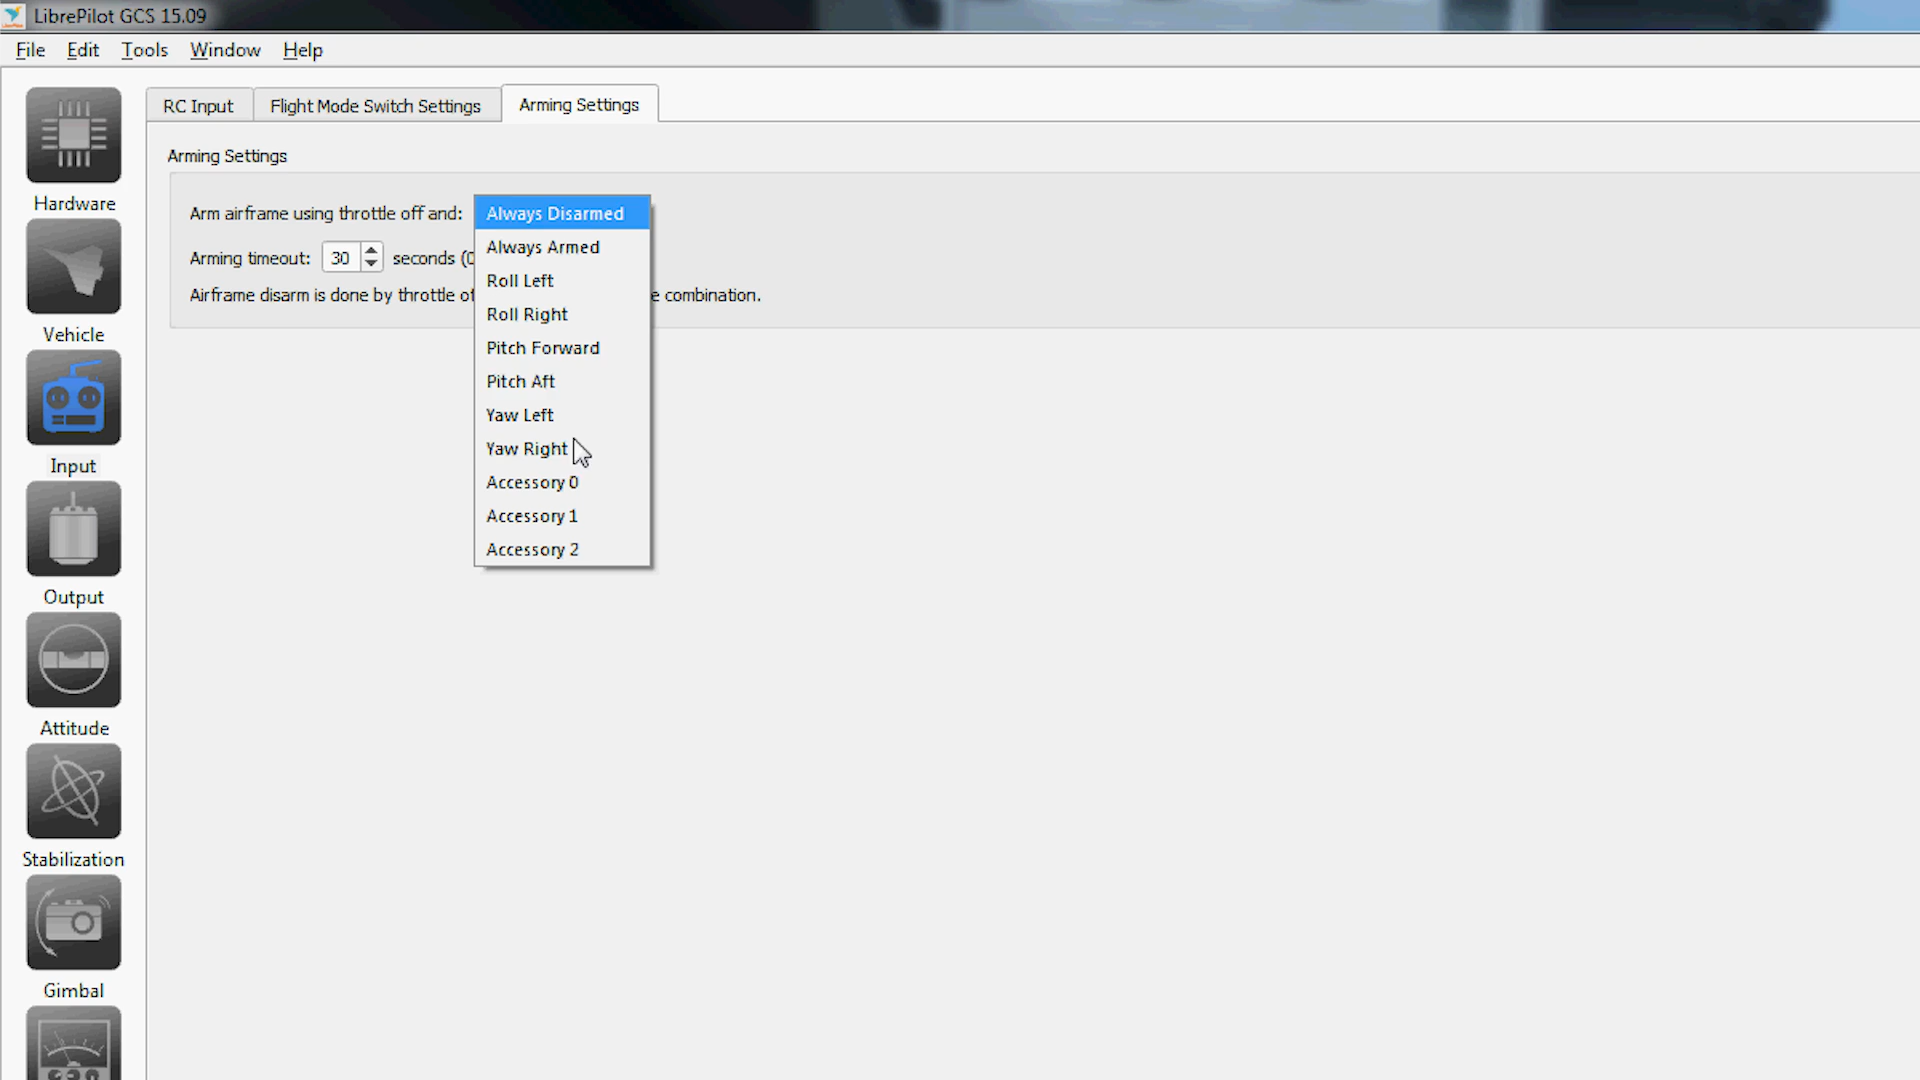 LibrePilot GCS 15.09
File Edit Tools Window Help
RC Input Flight Mode Switch Settings Arming Settings
Arming Settings
Arm airframe using throttle off and: Always Disarmed
Always Armed
Arming timeout: 30 seconds (0
Roll Left
Airframe disarm is done by throttle of e combination.
Roll Right
Pitch Forward
Pitch Aft
Yaw Left
Yaw Right
Accessory 0
Accessory 1
Accessory 2
Hardware
Vehicle
Input
Output
Attitude
Stabilization
Gimbal